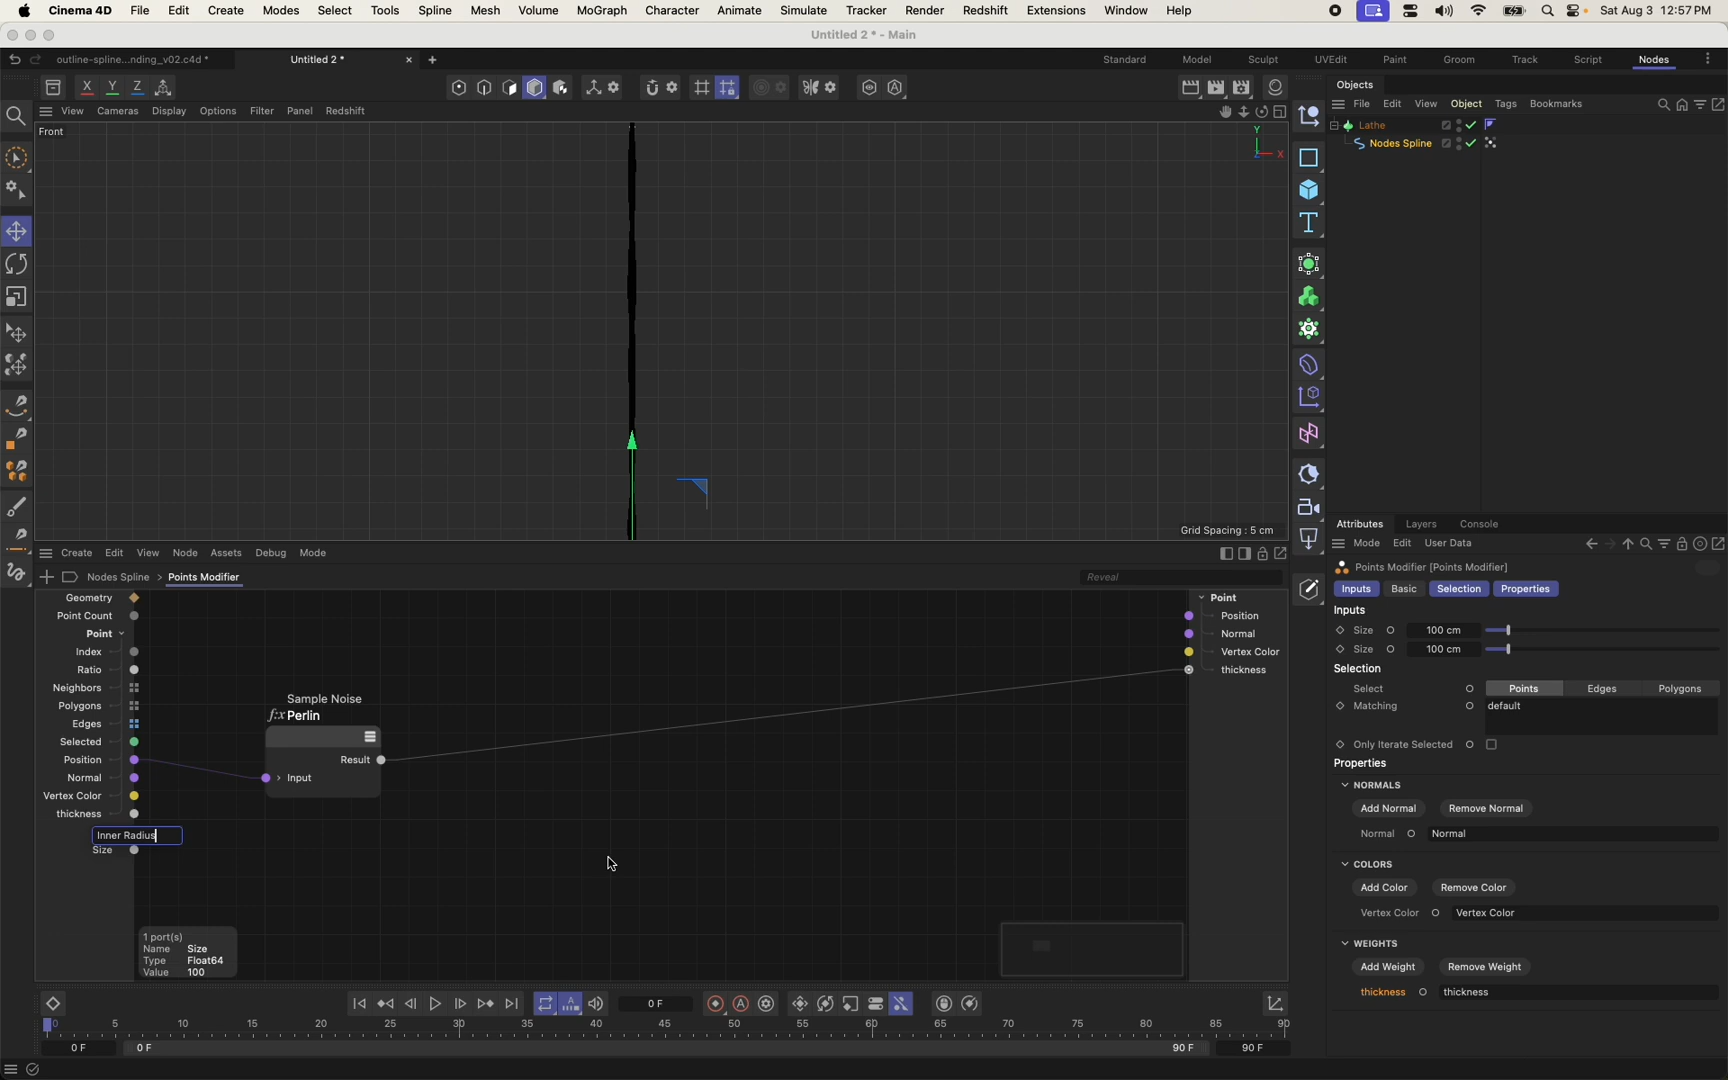 Cinema 4D File Edit Create Modes Select Tools Spline Mesh Volume MoGraph Character Animate Simulate Tracker Render Redshift Extensions Window Help Sat Aug 3 12:57 PM
Untitled 2 * - Main
outline-spline...nding_v02.c4d * Untitled 2 * × + Standard Model Sculpt UVEdit Paint Groom Track Script Nodes
X Y Z
View Cameras Display Options Filter Panel Redshift
Front
Y
Z X
Grid Spacing : 5 cm
Objects
File Edit View Object Tags Bookmarks
Lathe
Nodes Spline
Create Edit View Node Assets Debug Mode
Nodes Spline > Points Modifier
Reveal
Geometry
Point Count
Point
Index
Ratio
Neighbors
Polygons
Edges
Selected
Position
Normal
Vertex Color
thickness
Inner Radius
Size
Sample Noise
f:x Perlin
Result
Input
Point
Position
Normal
Vertex Color
thickness
1 port(s)
Name Size
Type Float64
Value 100
Attributes Layers Console
Mode Edit User Data
Points Modifier [Points Modifier]
Inputs Basic Selection Properties
Inputs
Size 100 cm
Size 100 cm
Selection
Select Points Edges Polygons
Matching default
Only Iterate Selected
Properties
NORMALS
Add Normal Remove Normal
Normal Normal
COLORS
Add Color Remove Color
Vertex Color Vertex Color
WEIGHTS
Add Weight Remove Weight
thickness thickness
0 F
0 5 10 15 20 25 30 35 40 45 50 55 60 65 70 75 80 85 90
0 F 0 F 90 F 90 F